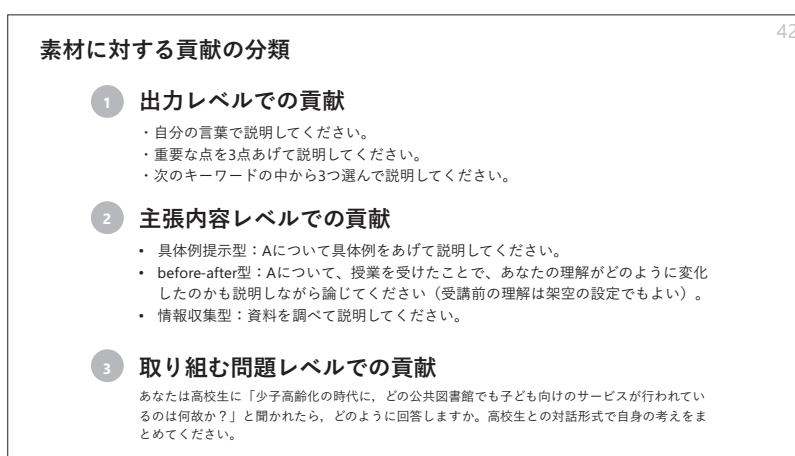 42
素材に対する貢献の分類
1
出力レベルでの貢献
・自分の言葉で説明してください。
・重要な点を3点あげて説明してください。
・次のキーワードの中から3つ選んで説明してください。
2
主張内容レベルでの貢献
• 具体例提示型：Aについて具体例をあげて説明してください。
• before-after型：Aについて、授業を受けたことで、あなたの理解がどのように変化
したのかも説明しながら論じてください（受講前の理解は架空の設定でもよい）。
• 情報収集型：資料を調べて説明してください。
3
取り組む問題レベルでの貢献
あなたは高校生に「少子高齢化の時代に，どの公共図書館でも子ども向けのサービスが行われてい
るのは何故か？」と聞かれたら，どのように回答しますか。高校生との対話形式で自身の考えをま
とめてください。